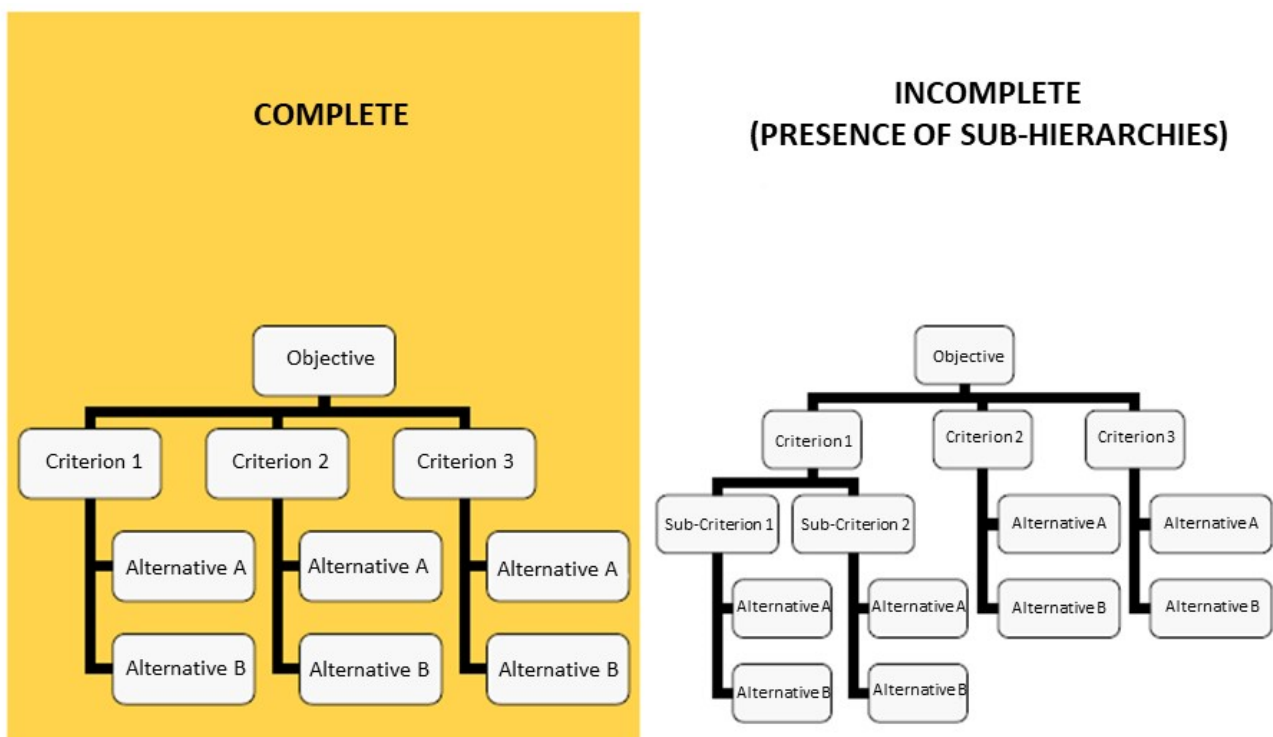 COMPLETE
Objective
Criterion 1
Criterion 2
Criterion 3
Alternative A
Alternative A
Alternative A
Alternative B
Alternative B
Alternative B
INCOMPLETE
(PRESENCE OF SUB-HIERARCHIES)
Objective
Criterion 1
Criterion 2
Criterion 3
Sub-Criterion 1
Sub-Criterion 2
Alternative A
Alternative A
Alternative A
Alternative A
Alternative B
Alternative B
Alternative B
Alternative B